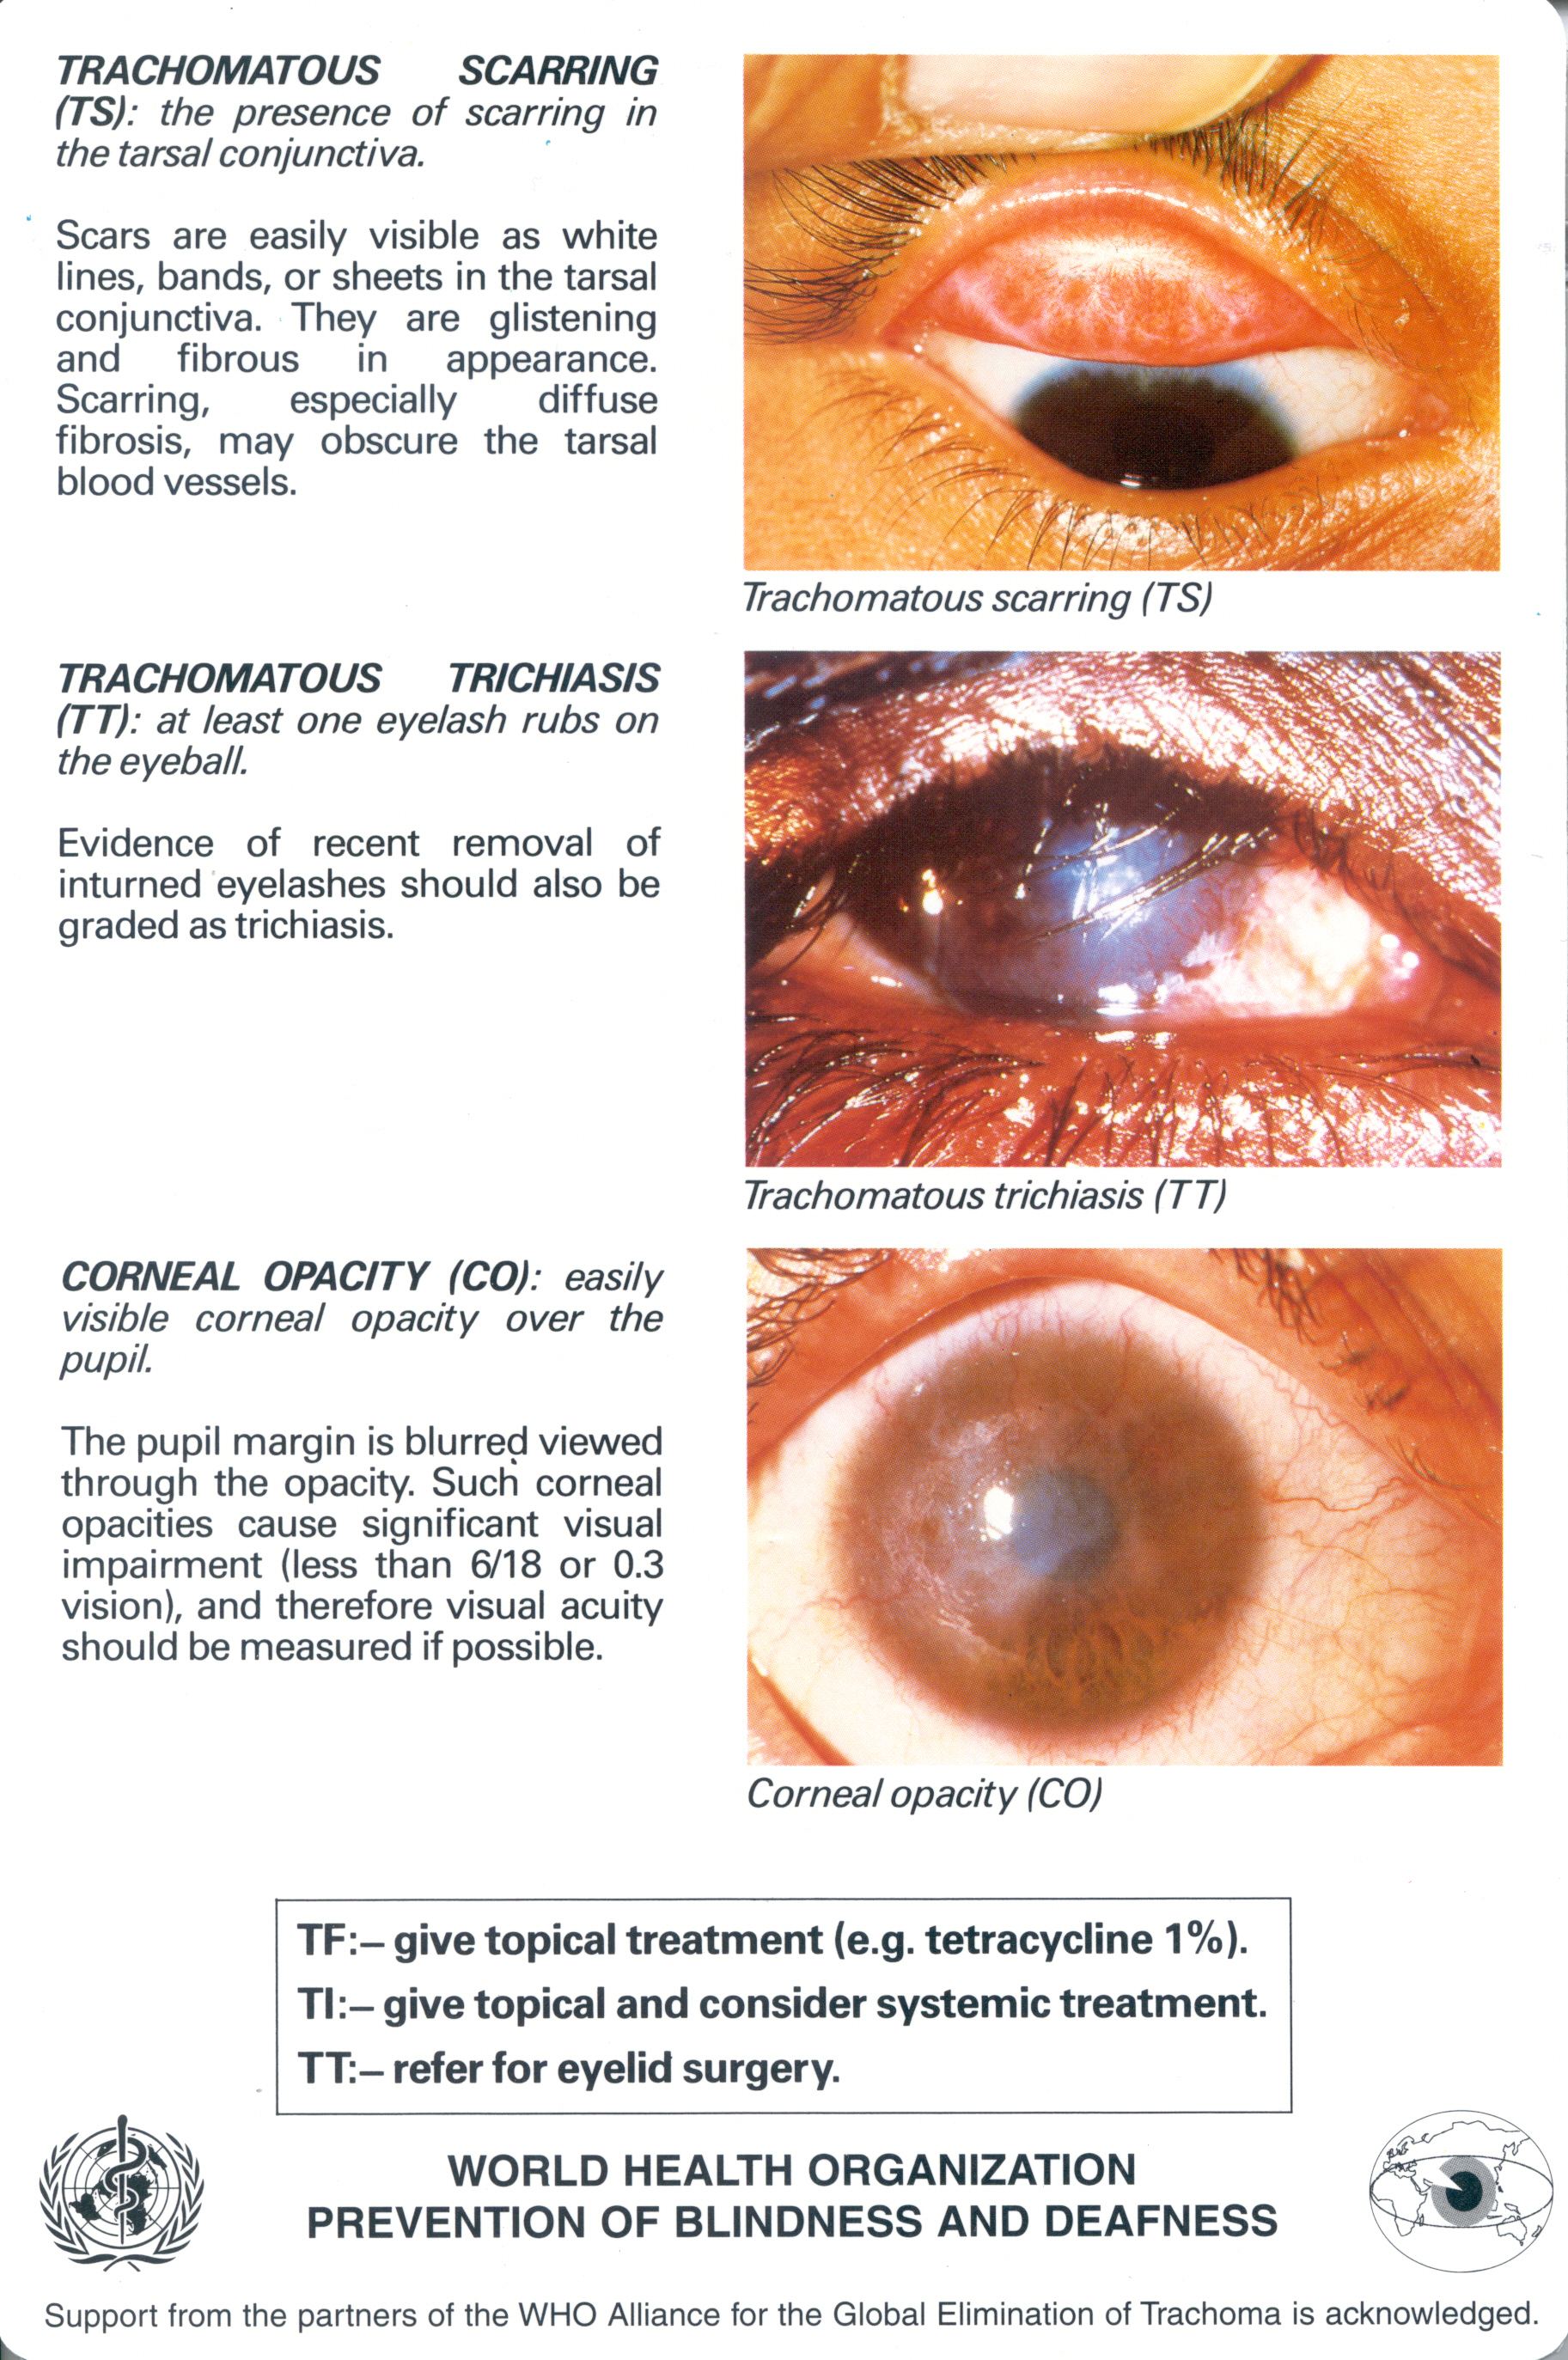 TRACHOMATOUS SCARRING
(TS): the presence of scarring in
the tarsal conjunctiva.
Scars are easily visible as white
lines, bands, or sheets in the tarsal
conjunctiva. They are glistening
and fibrous in appearance.
Scarring, especially diffuse
fibrosis, may obscure the tarsal
blood vessels.
Trachomatous scarring (TS)
TRACHOMATOUS TRICHIASIS
(TT): at least one eyelash rubs on
the eyeball.
Evidence of recent removal of
inturned eyelashes should also be
graded as trichiasis.
Trachomatous trichiasis (TT)
CORNEAL OPACITY (CO): easily
visible corneal opacity over the
pupil.
The pupil margin is blurred viewed
through the opacity. Such corneal
opacities cause significant visual
impairment (less than 6/18 or 0.3
vision), and therefore visual acuity
should be measured if possible.
Corneal opacity (CO)
TF:– give topical treatment (e.g. tetracycline 1%).
TI:– give topical and consider systemic treatment.
TT:– refer for eyelid surgery.
WORLD HEALTH ORGANIZATION
PREVENTION OF BLINDNESS AND DEAFNESS
Support from the partners of the WHO Alliance for the Global Elimination of Trachoma is acknowledged.